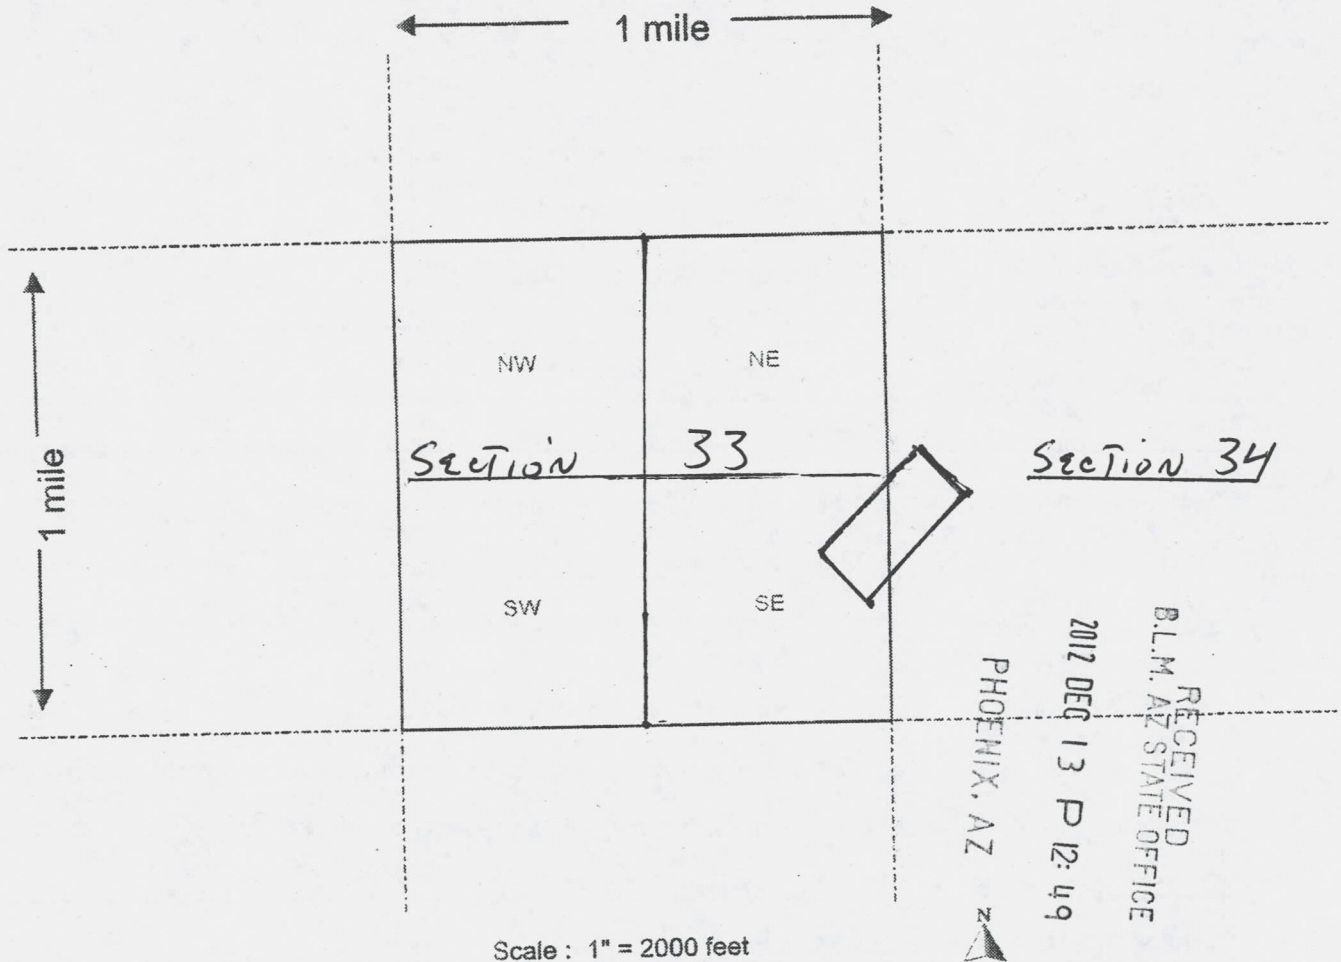 1 mile
1 mile
NW
NE
Section 33
Section 34
SW
SE
RECEIVED
B.L.M. AZ STATE OFFICE
2012 DEC 13 P 12:49
PHOENIX, AZ
N
Scale : 1" = 2000 feet